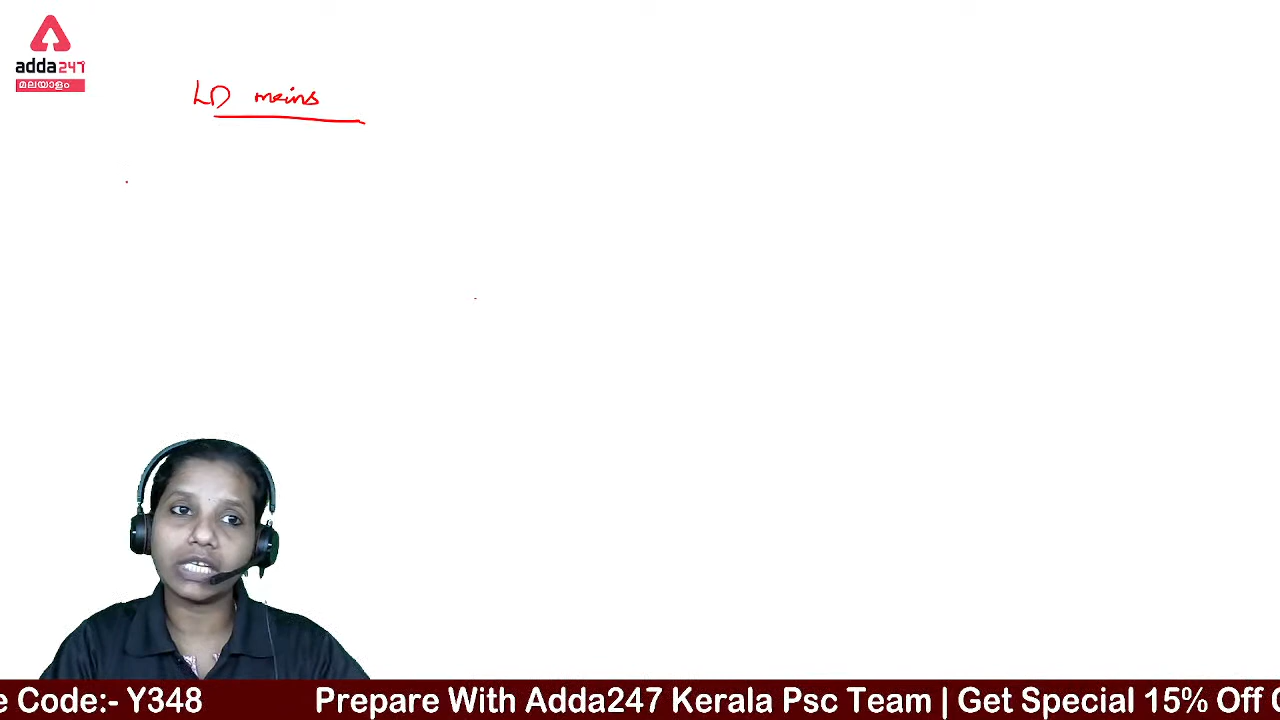 adda247
മലയാളം
LD mains
e Code:- Y348 Prepare With Adda247 Kerala Psc Team | Get Special 15% Off